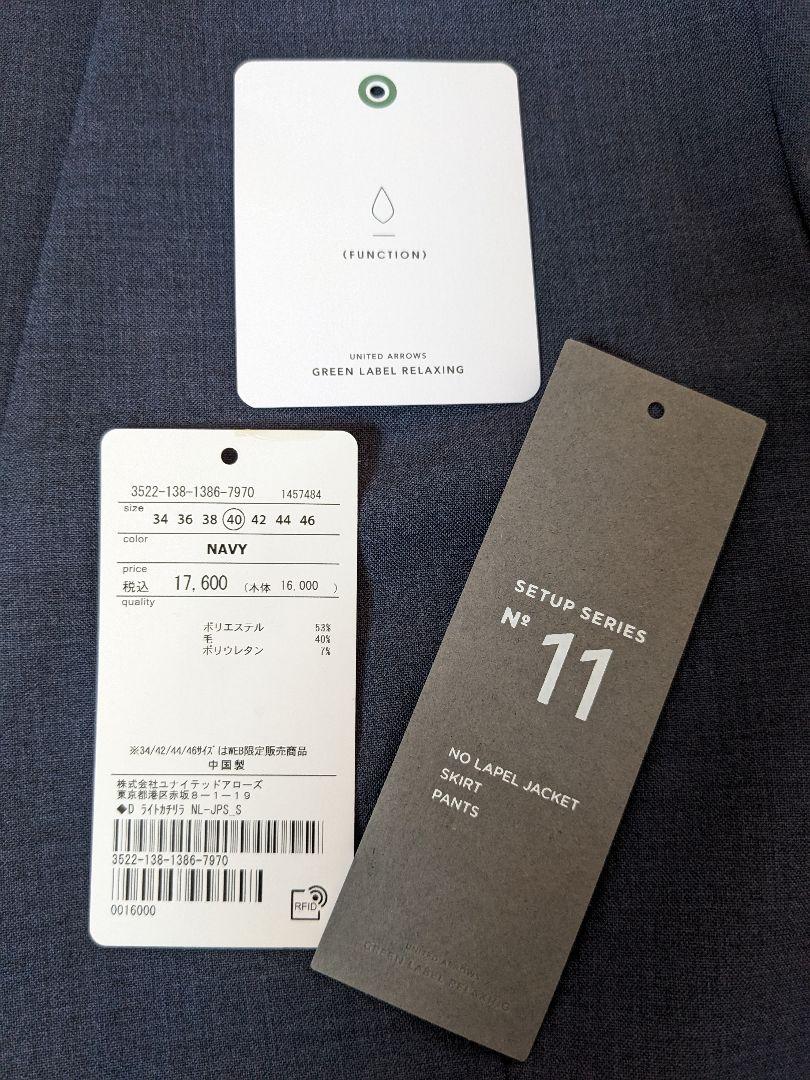 (FUNCTION)
UNITED ARROWS
GREEN LABEL RELAXING
3522-138-1386-7970 1457484
size
34 36 38 40 42 44 46
color
NAVY
price
税込 17,600 (本体 16,000 )
quality
ポリエステル 53%
毛 40%
ポリウレタン 7%
※34/42/44/46サイズはWEB限定販売商品
中国製
株式会社ユナイテッドアローズ
東京都港区赤坂8-1-19
◆D ライトカチリラ NL-JPS_S
3522-138-1386-7970
0016000
RFID
SETUP SERIES
Nº 11
NO LAPEL JACKET
SKIRT
PANTS
UNITED ARROWS
GREEN LABEL RELAXING